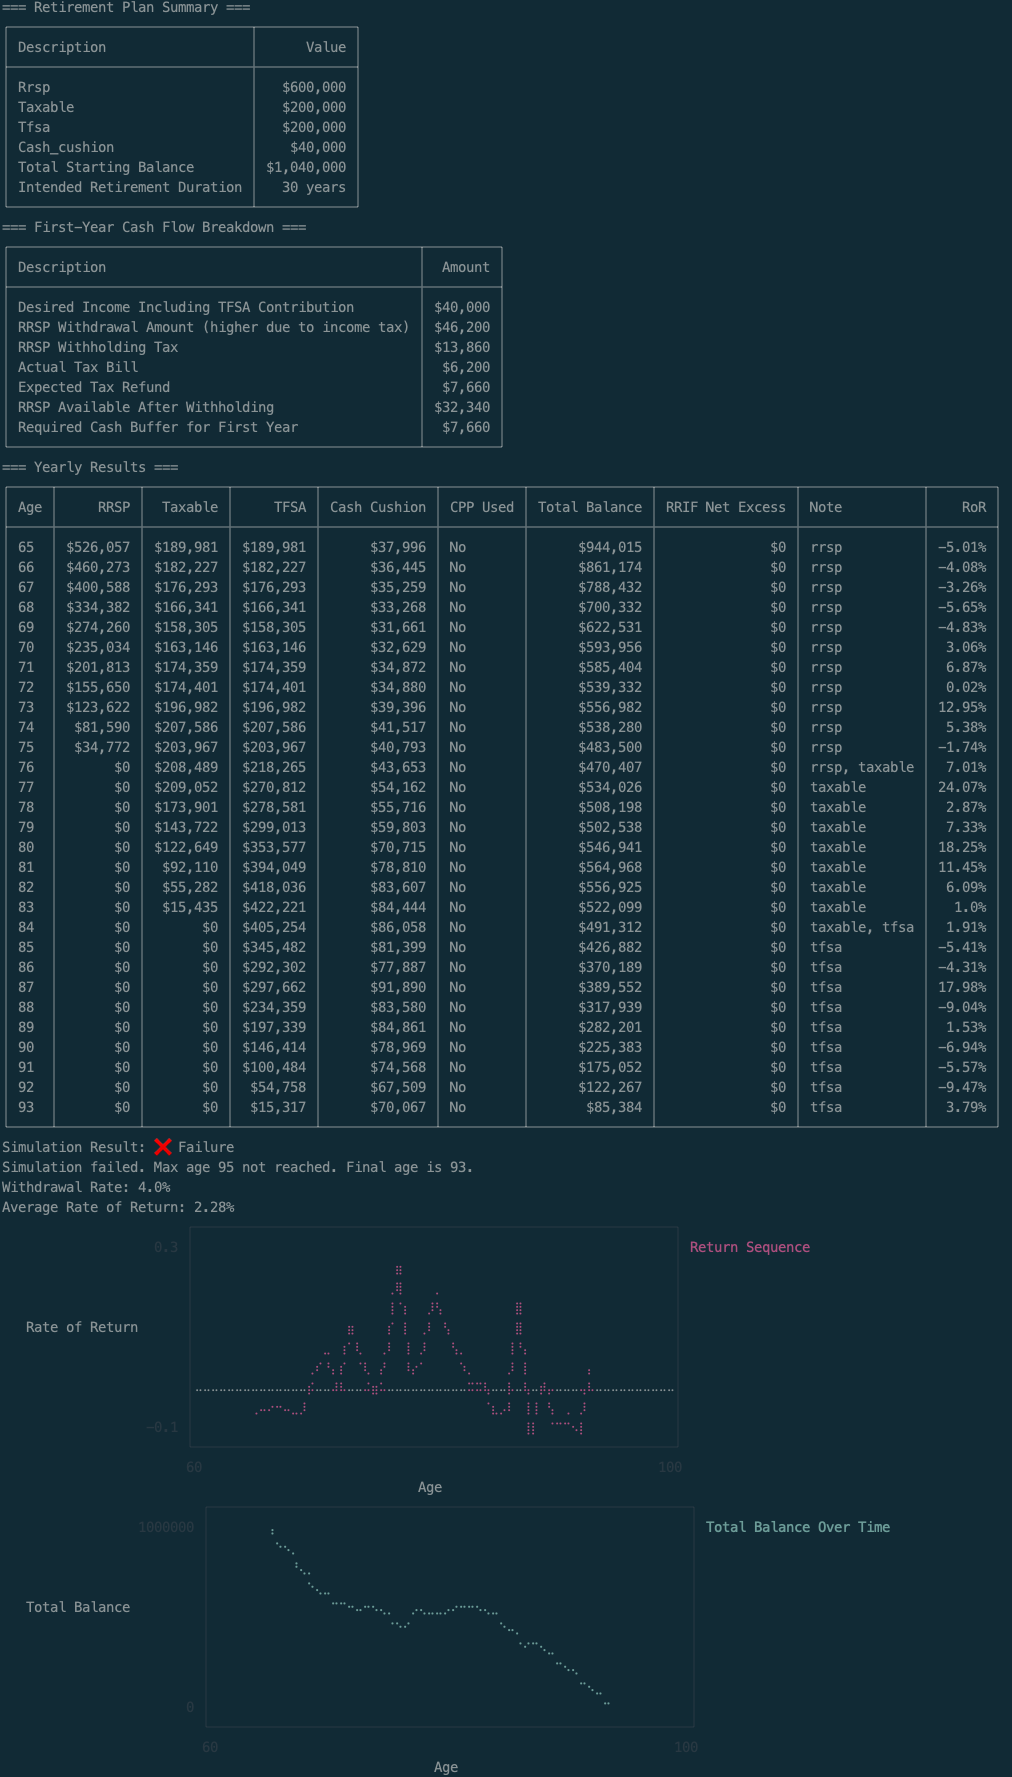 === Retirement Plan Summary ===
Description Value
Rrsp $600,000
Taxable $200,000
Tfsa $200,000
Cash_cushion $40,000
Total Starting Balance $1,040,000
Intended Retirement Duration 30 years
=== First-Year Cash Flow Breakdown ===
Description Amount
Desired Income Including TFSA Contribution $40,000
RRSP Withdrawal Amount (higher due to income tax) $46,200
RRSP Withholding Tax $13,860
Actual Tax Bill $6,200
Expected Tax Refund $7,660
RRSP Available After Withholding $32,340
Required Cash Buffer for First Year $7,660
=== Yearly Results ===
Age RRSP Taxable TFSA Cash Cushion CPP Used Total Balance RRIF Net Excess Note RoR
65 $526,057 $189,981 $189,981 $37,996 No $944,015 $0 rrsp -5.01%
66 $460,273 $182,227 $182,227 $36,445 No $861,174 $0 rrsp -4.08%
67 $400,588 $176,293 $176,293 $35,259 No $788,432 $0 rrsp -3.26%
68 $334,382 $166,341 $166,341 $33,268 No $700,332 $0 rrsp -5.65%
69 $274,260 $158,305 $158,305 $31,661 No $622,531 $0 rrsp -4.83%
70 $235,034 $163,146 $163,146 $32,629 No $593,956 $0 rrsp 3.06%
71 $201,813 $174,359 $174,359 $34,872 No $585,404 $0 rrsp 6.87%
72 $155,650 $174,401 $174,401 $34,880 No $539,332 $0 rrsp 0.02%
73 $123,622 $196,982 $196,982 $39,396 No $556,982 $0 rrsp 12.95%
74 $81,590 $207,586 $207,586 $41,517 No $538,280 $0 rrsp 5.38%
75 $34,772 $203,967 $203,967 $40,793 No $483,500 $0 rrsp -1.74%
76 $0 $208,489 $218,265 $43,653 No $470,407 $0 rrsp, taxable 7.01%
77 $0 $209,052 $270,812 $54,162 No $534,026 $0 taxable 24.07%
78 $0 $173,901 $278,581 $55,716 No $508,198 $0 taxable 2.87%
79 $0 $143,722 $299,013 $59,803 No $502,538 $0 taxable 7.33%
80 $0 $122,649 $353,577 $70,715 No $546,941 $0 taxable 18.25%
81 $0 $92,110 $394,049 $78,810 No $564,968 $0 taxable 11.45%
82 $0 $55,282 $418,036 $83,607 No $556,925 $0 taxable 6.09%
83 $0 $15,435 $422,221 $84,444 No $522,099 $0 taxable 1.0%
84 $0 $0 $405,254 $86,058 No $491,312 $0 taxable, tfsa 1.91%
85 $0 $0 $345,482 $81,399 No $426,882 $0 tfsa -5.41%
86 $0 $0 $292,302 $77,887 No $370,189 $0 tfsa -4.31%
87 $0 $0 $297,662 $91,890 No $389,552 $0 tfsa 17.98%
88 $0 $0 $234,359 $83,580 No $317,939 $0 tfsa -9.04%
89 $0 $0 $197,339 $84,861 No $282,201 $0 tfsa 1.53%
90 $0 $0 $146,414 $78,969 No $225,383 $0 tfsa -6.94%
91 $0 $0 $100,484 $74,568 No $175,052 $0 tfsa -5.57%
92 $0 $0 $54,758 $67,509 No $122,267 $0 tfsa -9.47%
93 $0 $0 $15,317 $70,067 No $85,384 $0 tfsa 3.79%
Simulation Result: ❌ Failure
Simulation failed. Max age 95 not reached. Final age is 93.
Withdrawal Rate: 4.0%
Average Rate of Return: 2.28%
0.3 Return Sequence
Rate of Return
-0.1
60 100
Age
1000000 Total Balance Over Time
Total Balance
0
60 100
Age